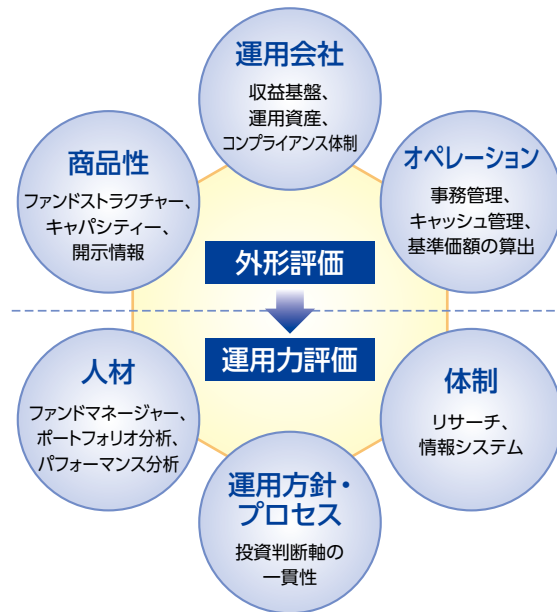 運用会社
収益基盤、
運用資産、
コンプライアンス体制
商品性
ファンドストラクチャー、
キャパシティー、
開示情報
オペレーション
事務管理、
キャッシュ管理、
基準価額の算出
外形評価
運用力評価
人材
ファンドマネージャー、
ポートフォリオ分析、
パフォーマンス分析
体制
リサーチ、
情報システム
運用方針・
プロセス
投資判断軸の
一貫性